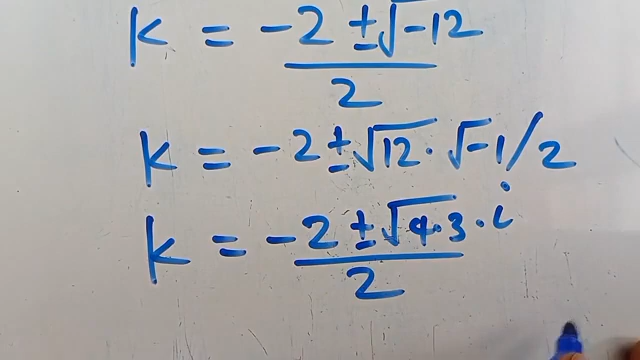 k = -2 ± √-12 / 2
k = -2 ± √12 · √-1 / 2
k = -2 ± √4·3 · i / 2